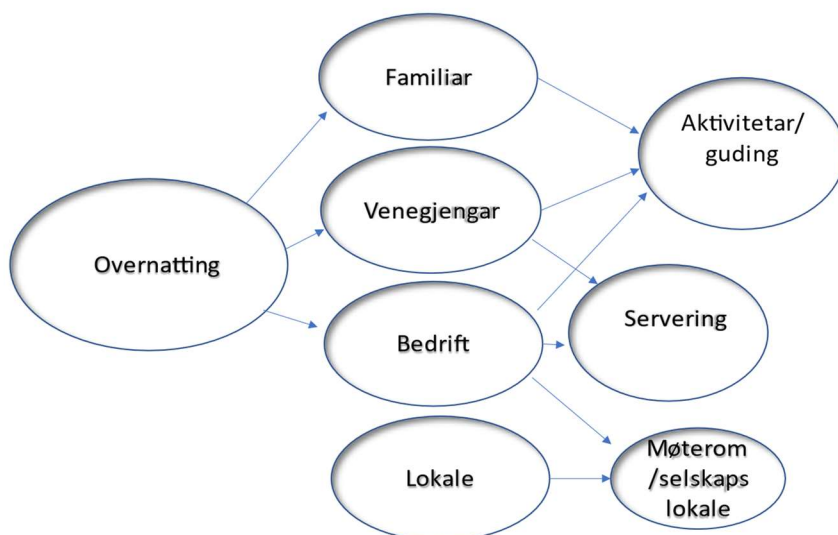 Familiar
Aktivitetar/
guding
Venegjengar
Overnatting
Servering
Bedrift
Møterom
/selskaps
lokale
Lokale